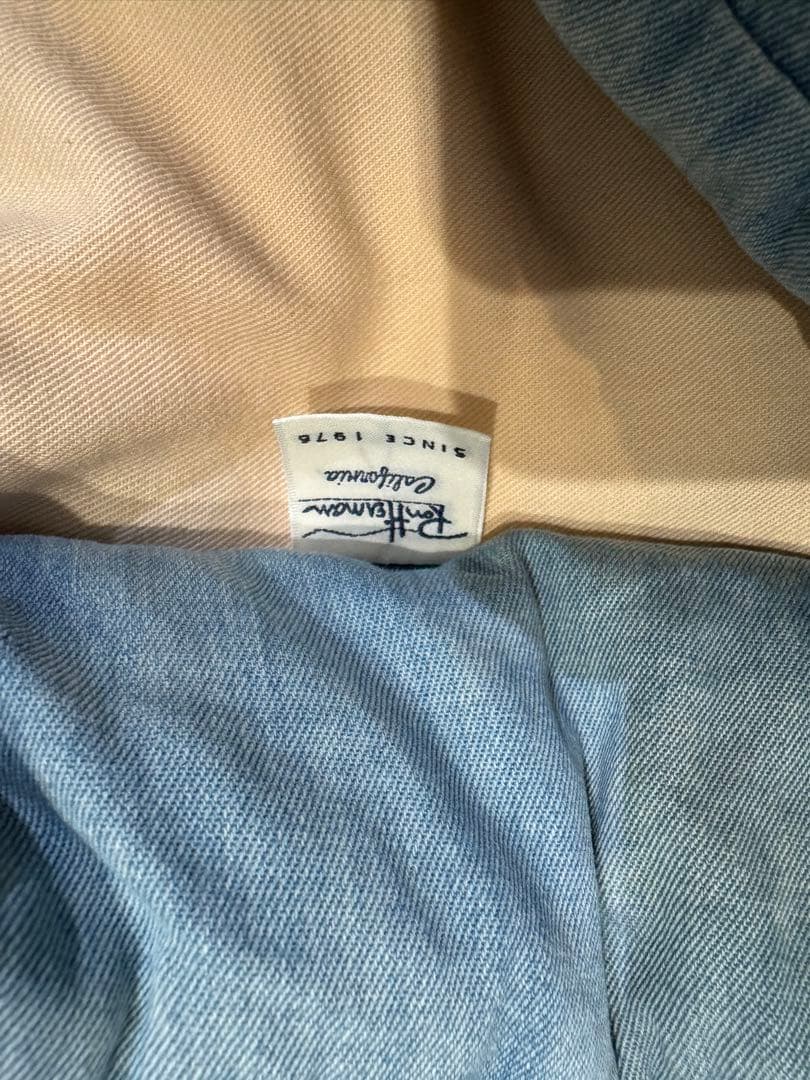 Ron Herman
California
SINCE 1976